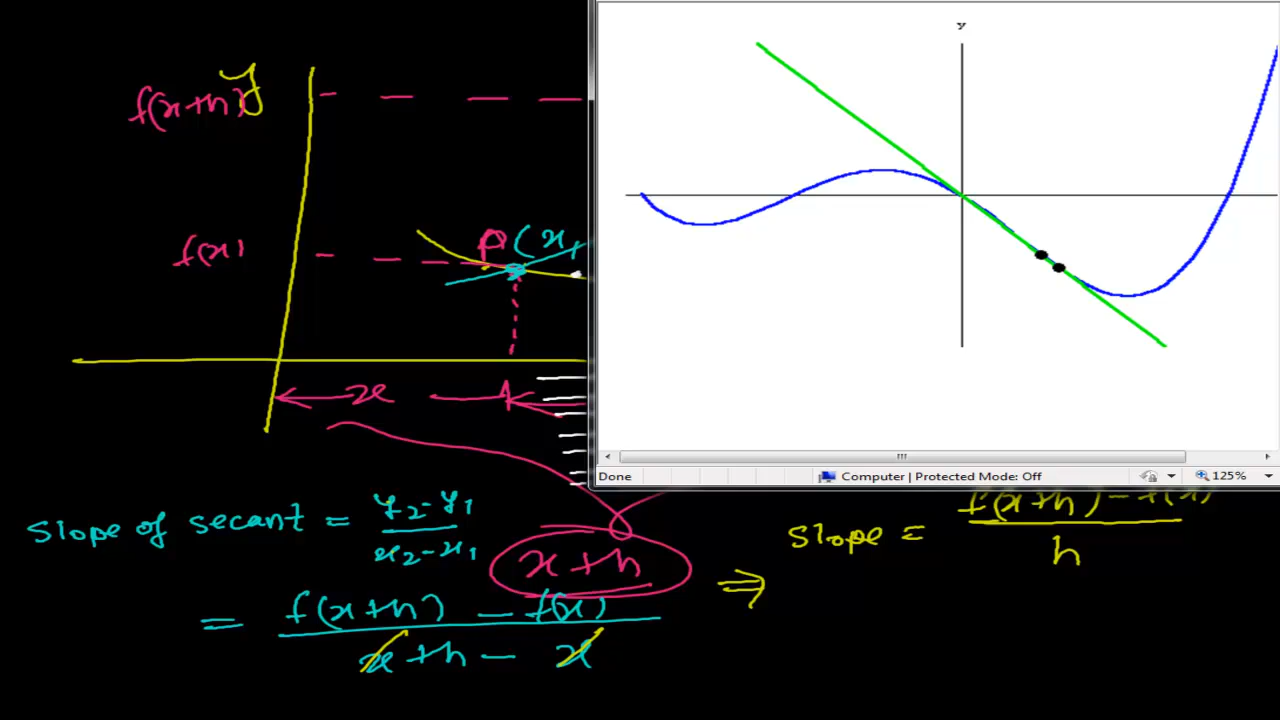 y
f(x+h)
y
f(x)
P(x,
x
Slope of secant = y2-y1
x2-x1
x+h
= f(x+h) - f(x)
x+h - x
Done
Computer | Protected Mode: Off
125%
f(x+h) - f(x)
slope =
h
⇒